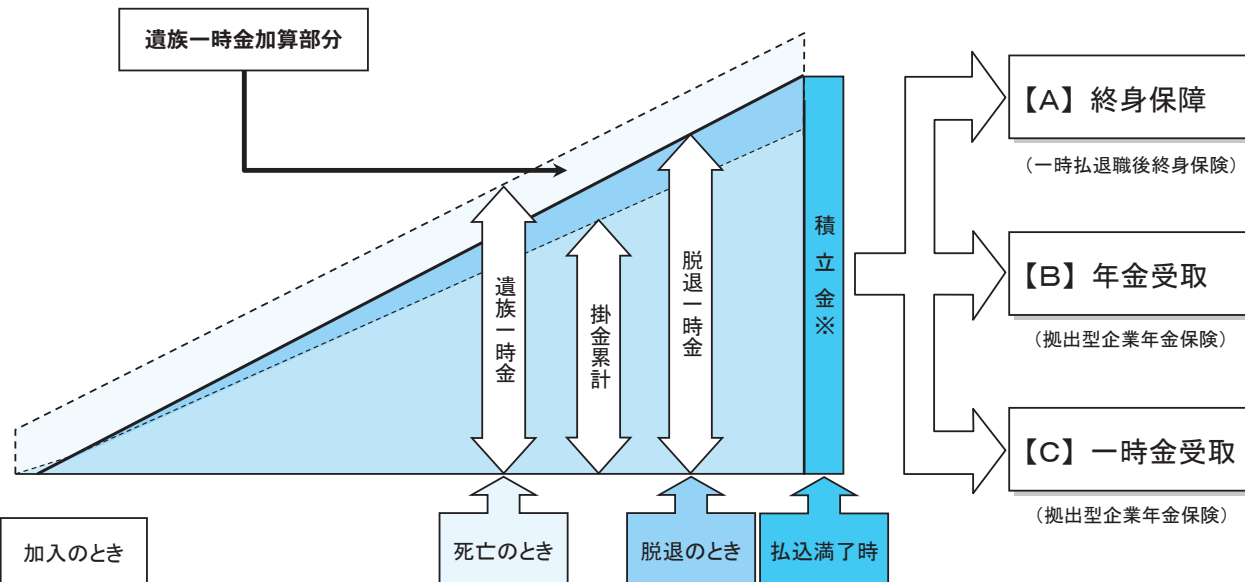 遺族一時金加算部分
【A】終身保障
(一時払退職後終身保険)
【B】年金受取
(拠出型企業年金保険)
【C】一時金受取
(拠出型企業年金保険)
遺族一時金
掛金累計
脱退一時金
積立金※
加入のとき
死亡のとき
脱退のとき
払込満了時